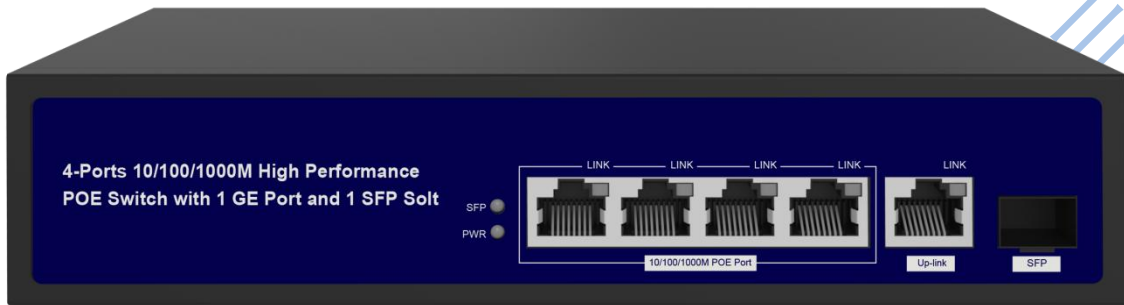 4-Ports 10/100/1000M High Performance
POE Switch with 1 GE Port and 1 SFP Solt
SFP
PWR
LINK LINK LINK LINK
10/100/1000M POE Port
LINK
Up-link
SFP